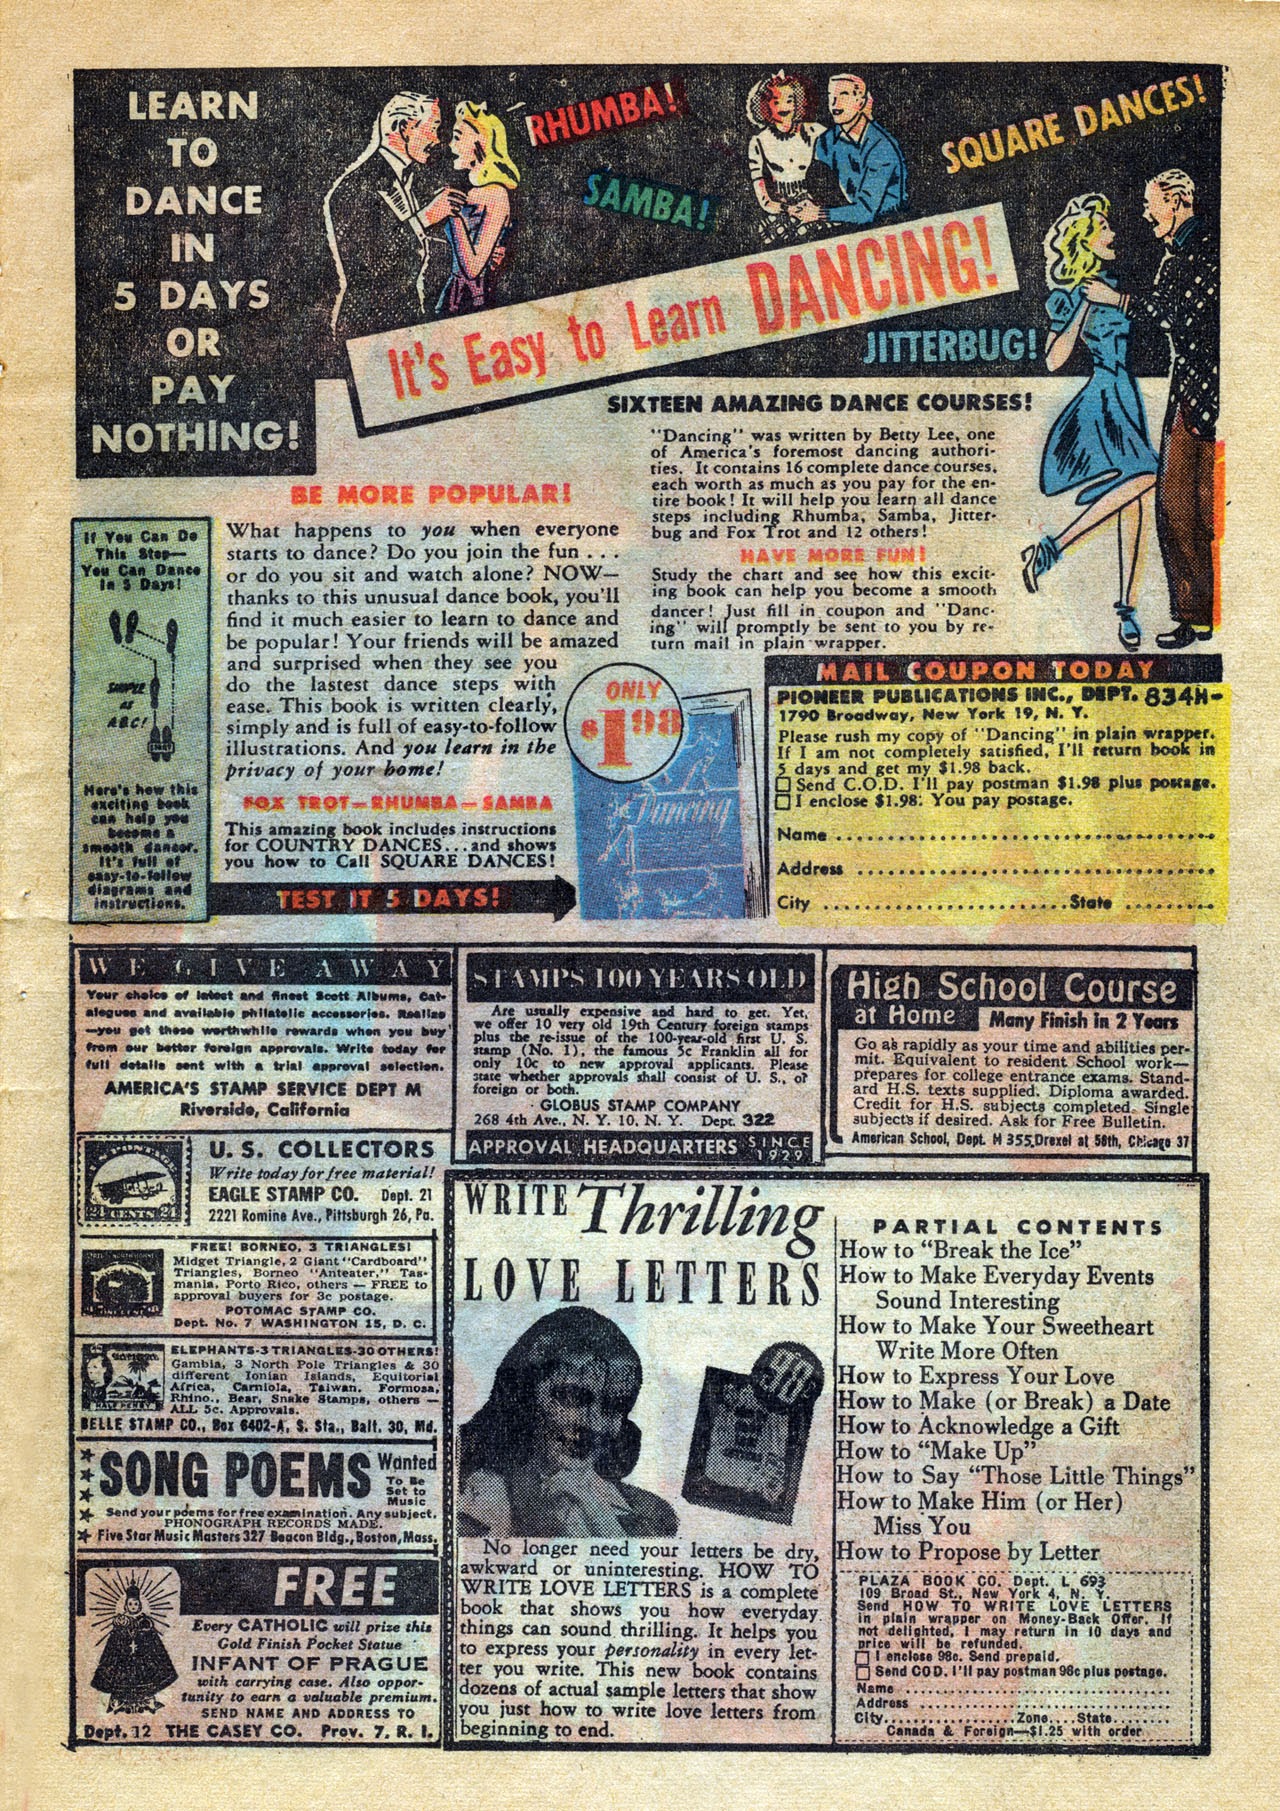 LEARN
TO
DANCE
IN
5 DAYS
OR
PAY
NOTHING!
RHUMBA!
SAMBA!
SQUARE DANCES!
It's Easy to Learn DANCING!
JITTERBUG!
SIXTEEN AMAZING DANCE COURSES!
"Dancing" was written by Betty Lee, one
of America's foremost dancing authori-
ties. It contains 16 complete dance courses,
each worth as much as you pay for the en-
tire book! It will help you learn all dance
steps including Rhumba, Samba, Jitter-
bug and Fox Trot and 12 others!
HAVE MORE FUN!
Study the chart and see how this excit-
ing book can help you become a smooth
dancer! Just fill in coupon and "Danc-
ing" will promptly be sent to you by re-
turn mail in plain wrapper.
BE MORE POPULAR!
What happens to you when everyone
starts to dance? Do you join the fun . . .
or do you sit and watch alone? NOW—
thanks to this unusual dance book, you'll
find it much easier to learn to dance and
be popular! Your friends will be amazed
and surprised when they see you
do the lastest dance steps with
ease. This book is written clearly,
simply and is full of easy-to-follow
illustrations. And you learn in the
privacy of your home!
FOX TROT—RHUMBA—SAMBA
This amazing book includes instructions
for COUNTRY DANCES...and shows
you how to Call SQUARE DANCES!
TEST IT 5 DAYS!
If You Can Do
This Step—
You Can Dance
In 5 Days!
SIMPLE
as
ABC!
START
Here's how this
exciting book
can help you
become a
smooth dancer.
It's full of
easy-to-follow
diagrams and
instructions.
ONLY
$1.98
Dancing
MAIL COUPON TODAY
PIONEER PUBLICATIONS INC., DEPT. 834H-
1790 Broadway, New York 19, N. Y.
Please rush my copy of "Dancing" in plain wrapper.
If I am not completely satisfied, I'll return book in
5 days and get my $1.98 back.
Send C.O.D. I'll pay postman $1.98 plus postage.
I enclose $1.98. You pay postage.
Name
Address
City State
WE GIVE AWAY
Your choice of latest and finest Scott Albums, Cat-
alogues and available philatelic accessories. Realize
—you get these worthwhile rewards when you buy
from our better foreign approvals. Write today for
full details sent with a trial approval selection.
AMERICA'S STAMP SERVICE DEPT M
Riverside, California
STAMPS 100 YEARS OLD
Are usually expensive and hard to get. Yet,
we offer 10 very old 19th Century foreign stamps
plus the re-issue of the 100-year-old first U. S.
stamp (No. 1), the famous 5c Franklin all for
only 10c to new approval applicants. Please
state whether approvals shall consist of U. S., or
foreign or both.
GLOBUS STAMP COMPANY
268 4th Ave., N. Y. 10, N. Y. Dept. 322
APPROVAL HEADQUARTERS SINCE 1929
High School Course
at Home Many Finish in 2 Years
Go as rapidly as your time and abilities per-
mit. Equivalent to resident School work—
prepares for college entrance exams. Stand-
ard H.S. texts supplied. Diploma awarded.
Credit for H.S. subjects completed. Single
subjects if desired. Ask for Free Bulletin.
American School, Dept. H 355, Drexel at 58th, Chicago 37
U. S. COLLECTORS
Write today for free material!
EAGLE STAMP CO. Dept. 21
2221 Romine Ave., Pittsburgh 26, Pa.
FREE! BORNEO, 3 TRIANGLES!
Midget Triangle, 2 Giant "Cardboard"
Triangles, Borneo "Anteater," Tas-
mania, Porto Rico, others — FREE to
approval buyers for 3c postage.
POTOMAC STAMP CO.
Dept. No. 7 WASHINGTON 15, D. C.
ELEPHANTS-3 TRIANGLES-30 OTHERS!
Gambia, 3 North Pole Triangles & 30
different Ionian Islands, Equitorial
Africa, Carniola, Taiwan, Formosa,
Rhino., Bear, Snake Stamps, others —
ALL 5c. Approvals.
BELLE STAMP CO., Box 6402-A, S. Sta., Balt. 30, Md.
SONG POEMS Wanted
To Be
Set to
Music
Send your poems for free examination. Any subject.
PHONOGRAPH RECORDS MADE.
Five Star Music Masters 327 Beacon Bldg., Boston, Mass.
FREE
Every CATHOLIC will prize this
Gold Finish Pocket Statue
INFANT OF PRAGUE
with carrying case. Also oppor-
tunity to earn a valuable premium.
SEND NAME AND ADDRESS TO
Dept. 12 THE CASEY CO. Prov. 7, R. I.
WRITE Thrilling
LOVE LETTERS
98c
No longer need your letters be dry,
awkward or uninteresting. HOW TO
WRITE LOVE LETTERS is a complete
book that shows you how everyday
things can sound thrilling. It helps you
to express your personality in every let-
ter you write. This new book contains
dozens of actual sample letters that show
you just how to write love letters from
beginning to end.
PARTIAL CONTENTS
How to "Break the Ice"
How to Make Everyday Events
Sound Interesting
How to Make Your Sweetheart
Write More Often
How to Express Your Love
How to Make (or Break) a Date
How to Acknowledge a Gift
How to "Make Up"
How to Say "Those Little Things"
How to Make Him (or Her)
Miss You
How to Propose by Letter
PLAZA BOOK CO. Dept. L 693
109 Broad St., New York 4, N. Y.
Send HOW TO WRITE LOVE LETTERS
in plain wrapper on Money-Back Offer. If
not delighted, I may return in 10 days and
price will be refunded.
I enclose 98c. Send prepaid.
Send COD. I'll pay postman 98c plus postage.
Name
Address
City Zone State
Canada & Foreign—$1.25 with order